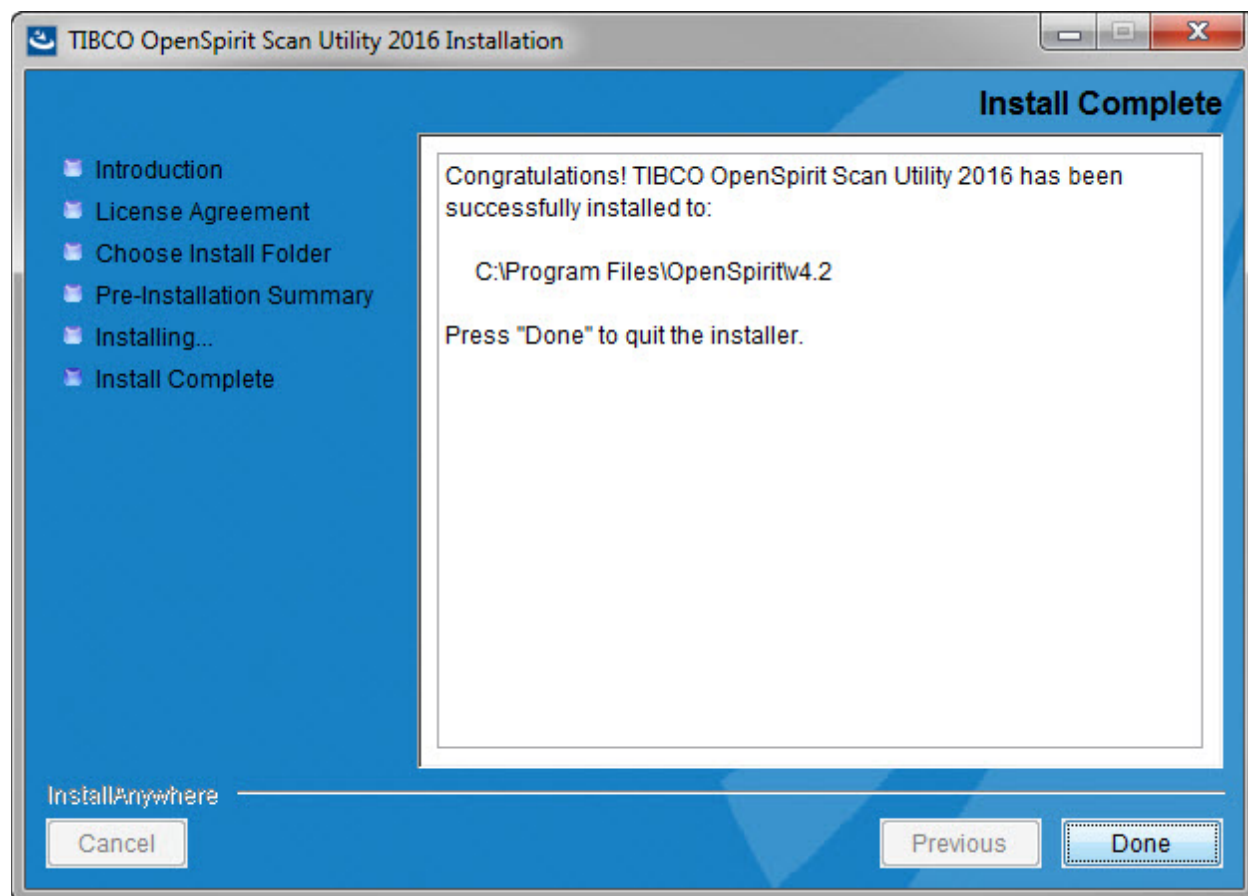 TIBCO OpenSpirit Scan Utility 2016 Installation
Install Complete
Introduction
License Agreement
Choose Install Folder
Pre-Installation Summary
Installing...
Install Complete
Congratulations! TIBCO OpenSpirit Scan Utility 2016 has been
successfully installed to:
C:\Program Files\OpenSpirit\v4.2
Press "Done" to quit the installer.
InstallAnywhere
Cancel
Previous
Done